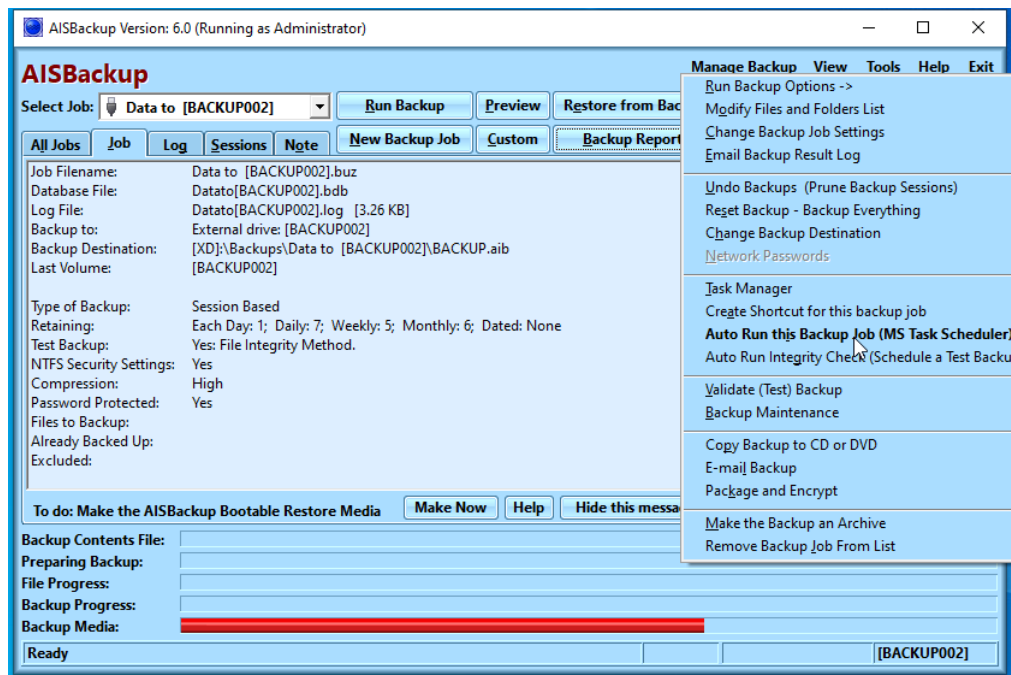 AISBackup Version: 6.0 (Running as Administrator)
AISBackup
Manage Backup View Tools Help Exit
Select Job: Data to [BACKUP002] Run Backup Preview Restore from Bac
All Jobs Job Log Sessions Note New Backup Job Custom Backup Report
Job Filename: Data to [BACKUP002].buz
Database File: Datato[BACKUP002].bdb
Log File: Datato[BACKUP002].log [3.26 KB]
Backup to: External drive: [BACKUP002]
Backup Destination: [XD]:\Backups\Data to [BACKUP002]\BACKUP.aib
Last Volume: [BACKUP002]
Type of Backup: Session Based
Retaining: Each Day: 1; Daily: 7; Weekly: 5; Monthly: 6; Dated: None
Test Backup: Yes: File Integrity Method.
NTFS Security Settings: Yes
Compression: High
Password Protected: Yes
Files to Backup:
Already Backed Up:
Excluded:
To do: Make the AISBackup Bootable Restore Media Make Now Help Hide this messa
Run Backup Options ->
Modify Files and Folders List
Change Backup Job Settings
Email Backup Result Log
Undo Backups (Prune Backup Sessions)
Reset Backup - Backup Everything
Change Backup Destination
Network Passwords
Task Manager
Create Shortcut for this backup job
Auto Run this Backup Job (MS Task Scheduler)
Auto Run Integrity Check (Schedule a Test Backu
Validate (Test) Backup
Backup Maintenance
Copy Backup to CD or DVD
E-mail Backup
Package and Encrypt
Make the Backup an Archive
Remove Backup Job From List
Backup Contents File:
Preparing Backup:
File Progress:
Backup Progress:
Backup Media:
Ready [BACKUP002]